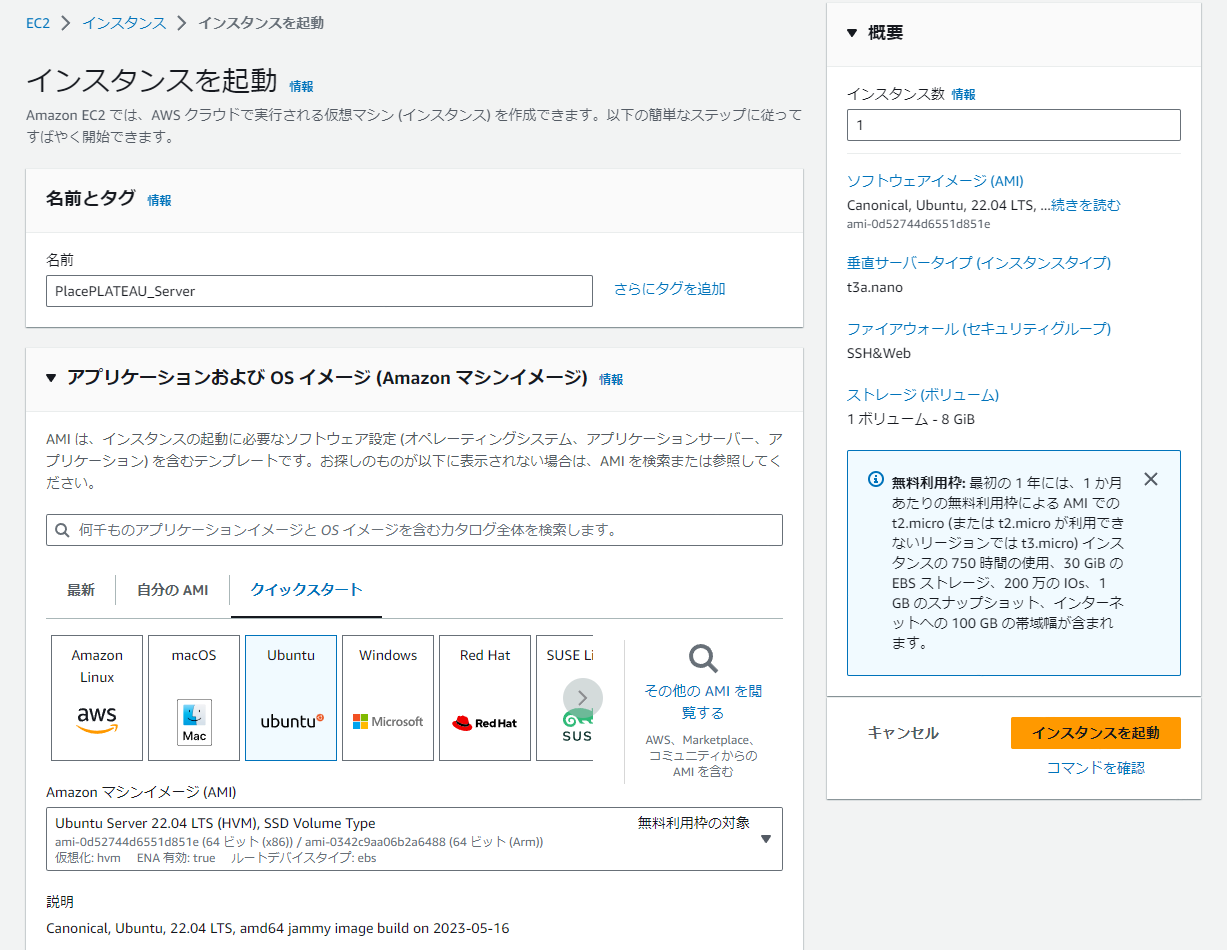 EC2 > インスタンス > インスタンスを起動
インスタンスを起動 情報
Amazon EC2 では、AWS クラウドで実行される仮想マシン (インスタンス) を作成できます。以下の簡単なステップに従って
すばやく開始できます。
名前とタグ 情報
名前
PlacePLATEAU_Server
さらにタグを追加
▼ アプリケーションおよび OS イメージ (Amazon マシンイメージ) 情報
AMI は、インスタンスの起動に必要なソフトウェア設定 (オペレーティングシステム、アプリケーションサーバー、ア
プリケーション) を含むテンプレートです。お探しのものが以下に表示されない場合は、AMI を検索または参照してく
ださい。
何千ものアプリケーションイメージと OS イメージを含むカタログ全体を検索します。
最新 自分の AMI クイックスタート
Amazon
Linux
aws
macOS
Mac
Ubuntu
ubuntu
Windows
Microsoft
Red Hat
Red Hat
SUSE Li
SUS
その他の AMI を閲
覧する
AWS、Marketplace、
コミュニティからの
AMI を含む
Amazon マシンイメージ (AMI)
Ubuntu Server 22.04 LTS (HVM), SSD Volume Type 無料利用枠の対象
ami-0d52744d6551d851e (64 ビット (x86)) / ami-0342c9aa06b2a6488 (64 ビット (Arm))
仮想化: hvm ENA 有効: true ルートデバイスタイプ: ebs
説明
Canonical, Ubuntu, 22.04 LTS, amd64 jammy image build on 2023-05-16
▼ 概要
インスタンス数 情報
1
ソフトウェアイメージ (AMI)
Canonical, Ubuntu, 22.04 LTS, ...続きを読む
ami-0d52744d6551d851e
垂直サーバータイプ (インスタンスタイプ)
t3a.nano
ファイアウォール (セキュリティグループ)
SSH&Web
ストレージ (ボリューム)
1 ボリューム - 8 GiB
無料利用枠: 最初の 1 年には、1 か月
あたりの無料利用枠による AMI での
t2.micro (または t2.micro が利用でき
ないリージョンでは t3.micro) インス
タンスの 750 時間の使用、30 GiB の
EBS ストレージ、200 万の IOs、1
GB のスナップショット、インターネ
ットへの 100 GB の帯域幅が含まれ
ます。
キャンセル
インスタンスを起動
コマンドを確認